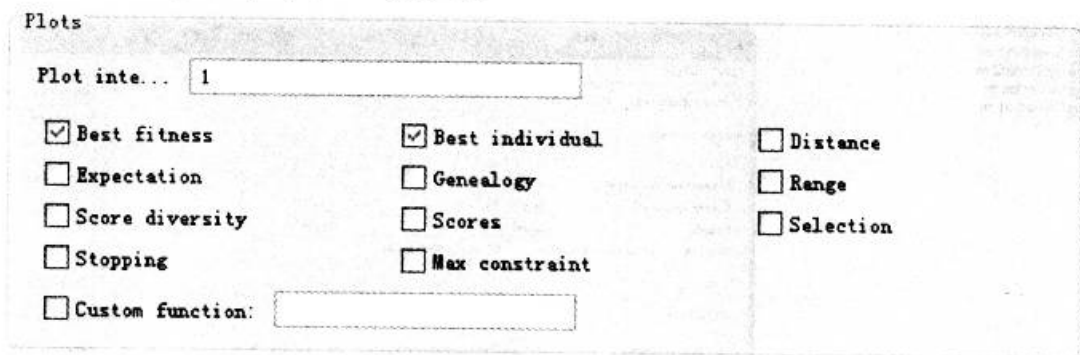 Plots
Plot inte... 1
Best fitness Best individual Distance
Expectation Genealogy Range
Score diversity Scores Selection
Stopping Max constraint
Custom function: